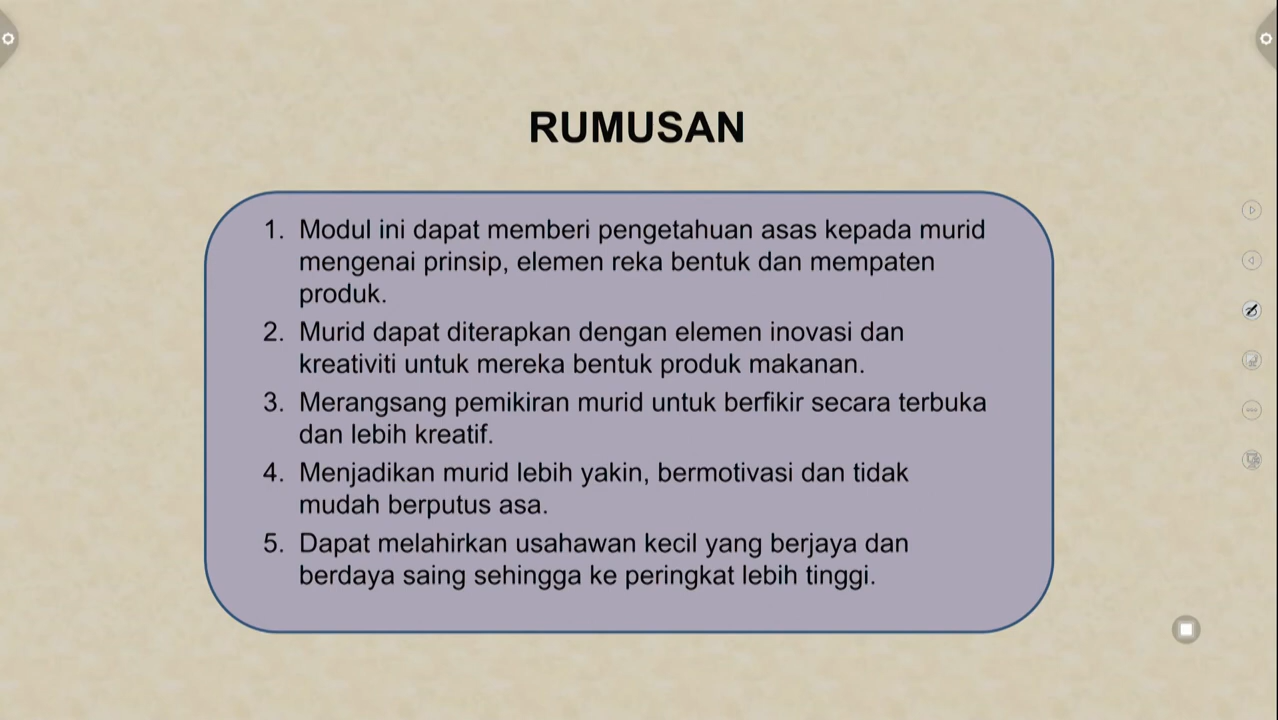 RUMUSAN
1. Modul ini dapat memberi pengetahuan asas kepada murid
mengenai prinsip, elemen reka bentuk dan mempaten
produk.
2. Murid dapat diterapkan dengan elemen inovasi dan
kreativiti untuk mereka bentuk produk makanan.
3. Merangsang pemikiran murid untuk berfikir secara terbuka
dan lebih kreatif.
4. Menjadikan murid lebih yakin, bermotivasi dan tidak
mudah berputus asa.
5. Dapat melahirkan usahawan kecil yang berjaya dan
berdaya saing sehingga ke peringkat lebih tinggi.